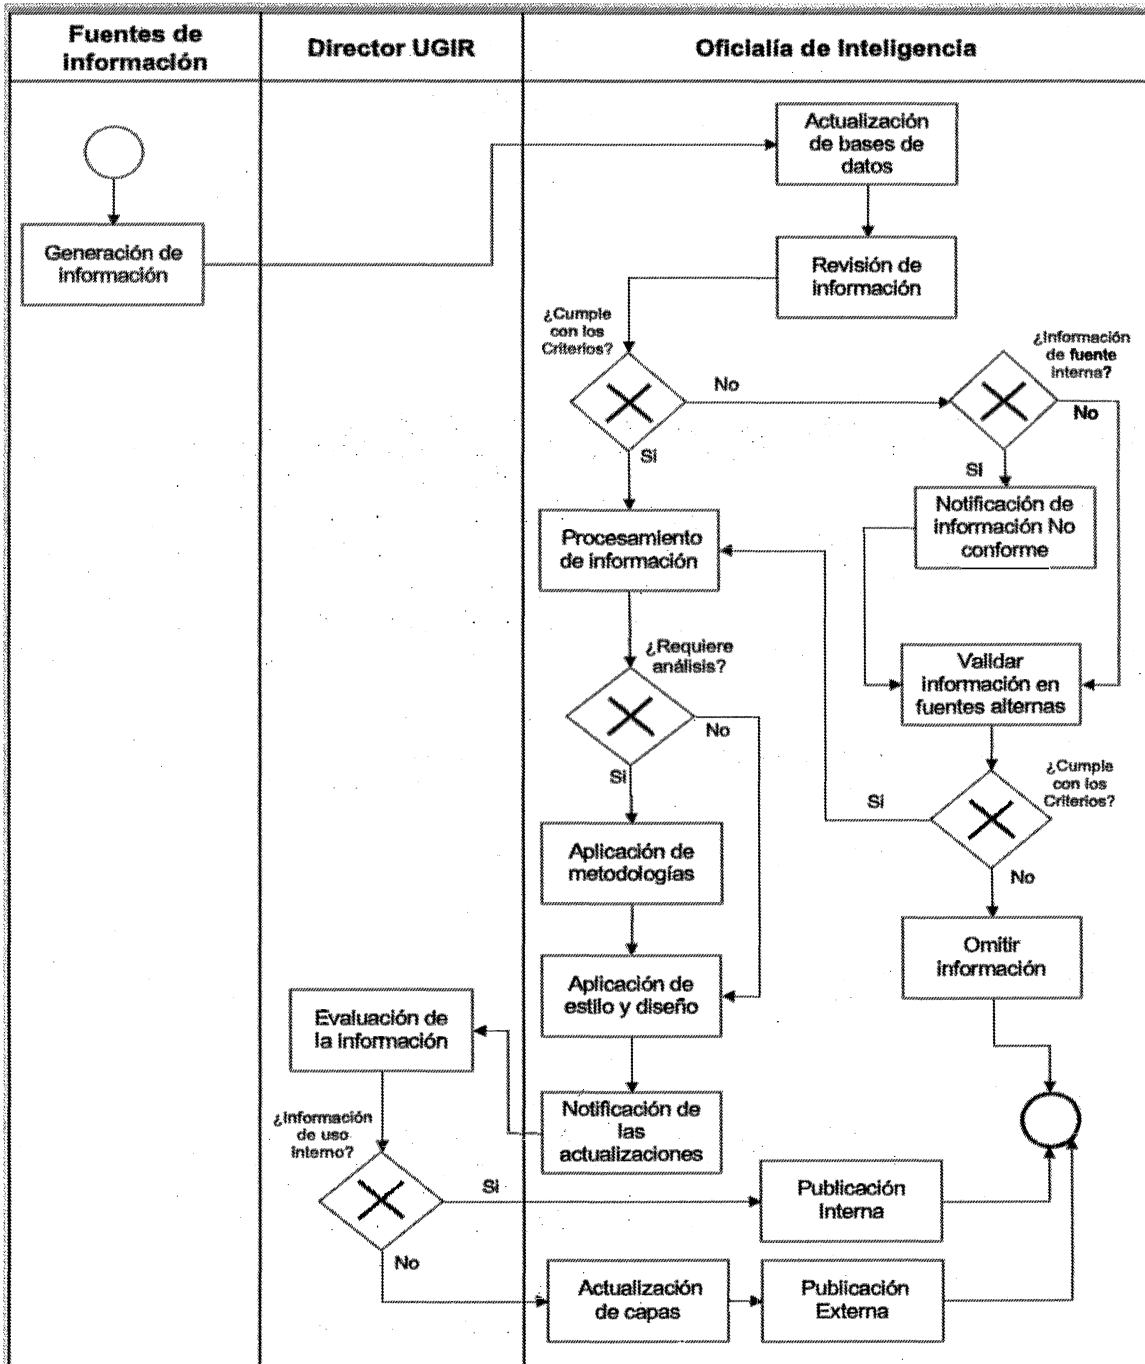 Fuentes de
información
Director UGIR
Oficialía de Inteligencia
Actualización
de bases de
datos
Generación de
información
Revisión de
información
¿Cumple
con los
Criterios?
¿Información
de fuente
interna?
No
No
Si
Si
Notificación de
información No
conforme
Procesamiento
de información
¿Requiere
análisis?
Validar
información en
fuentes alternas
No
Si
¿Cumple
con los
Criterios?
Si
No
Aplicación de
metodologías
Omitir
información
Aplicación de
estilo y diseño
Evaluación de
la información
Notificación de
las
actualizaciones
¿Información
de uso
Interno?
Si
Publicación
Interna
No
Actualización
de capas
Publicación
Externa